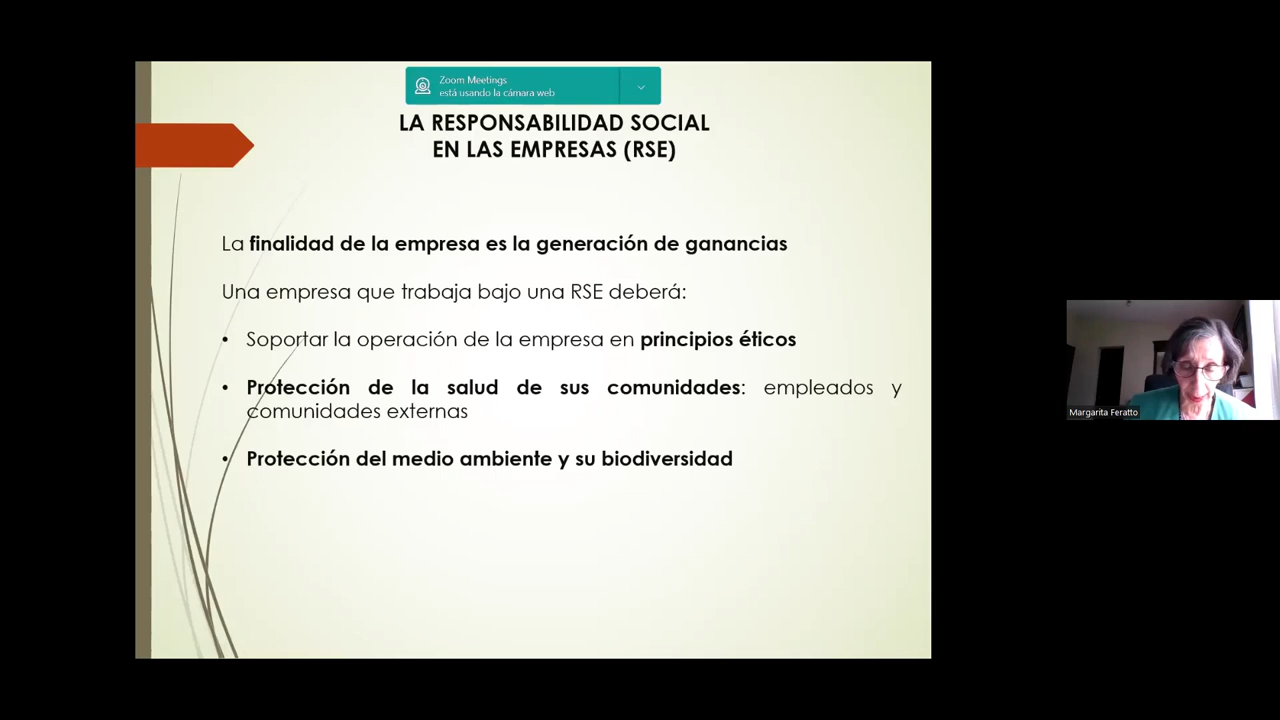 Zoom Meetings
está usando la cámara web
LA RESPONSABILIDAD SOCIAL
EN LAS EMPRESAS (RSE)
La finalidad de la empresa es la generación de ganancias
Una empresa que trabaja bajo una RSE deberá:
• Soportar la operación de la empresa en principios éticos
• Protección de la salud de sus comunidades: empleados y
comunidades externas
• Protección del medio ambiente y su biodiversidad
Margarita Feratto